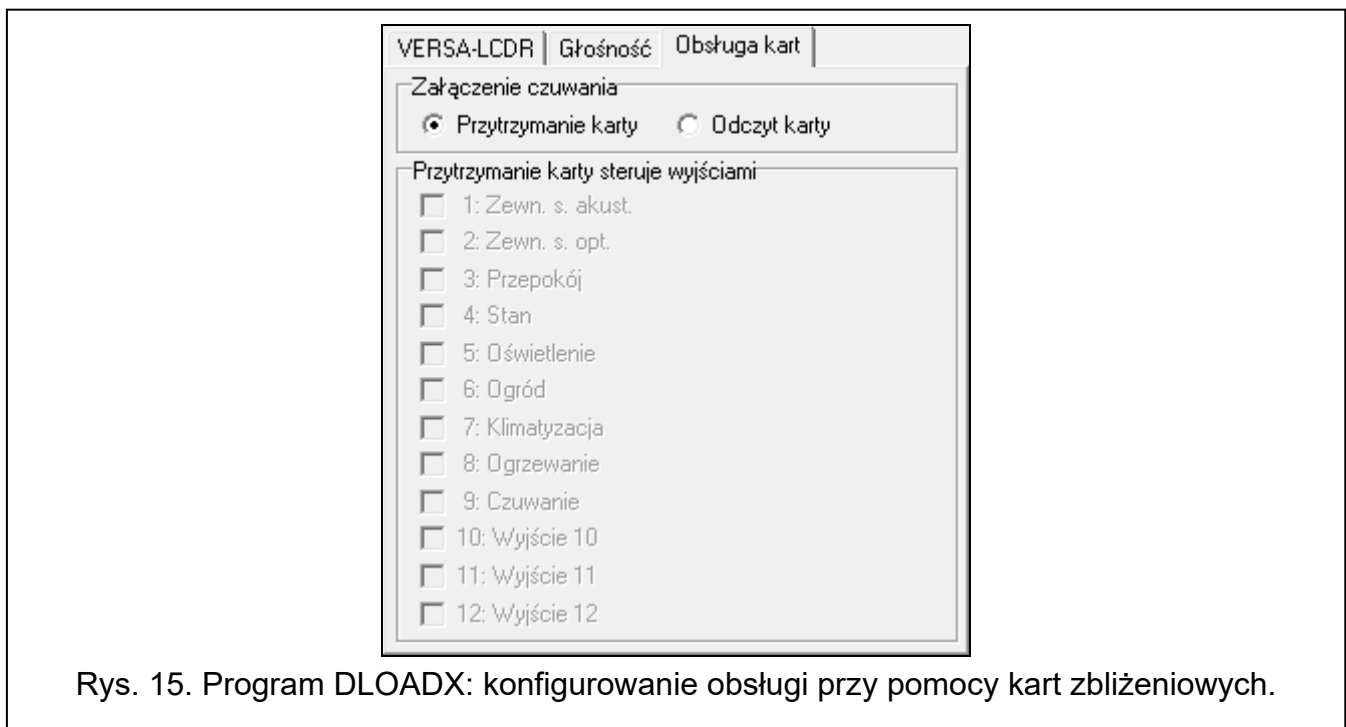 VERSA-LCDR Głośność Obsługa kart
Załączenie czuwania
Przytrzymanie karty Odczyt karty
Przytrzymanie karty steruje wyjściami
1: Zewn. s. akust.
2: Zewn. s. opt.
3: Przepokój
4: Stan
5: Oświetlenie
6: Ogród
7: Klimatyzacja
8: Ogrzewanie
9: Czuwanie
10: Wyjście 10
11: Wyjście 11
12: Wyjście 12
Rys. 15. Program DLOADX: konfigurowanie obsługi przy pomocy kart zbliżeniowych.